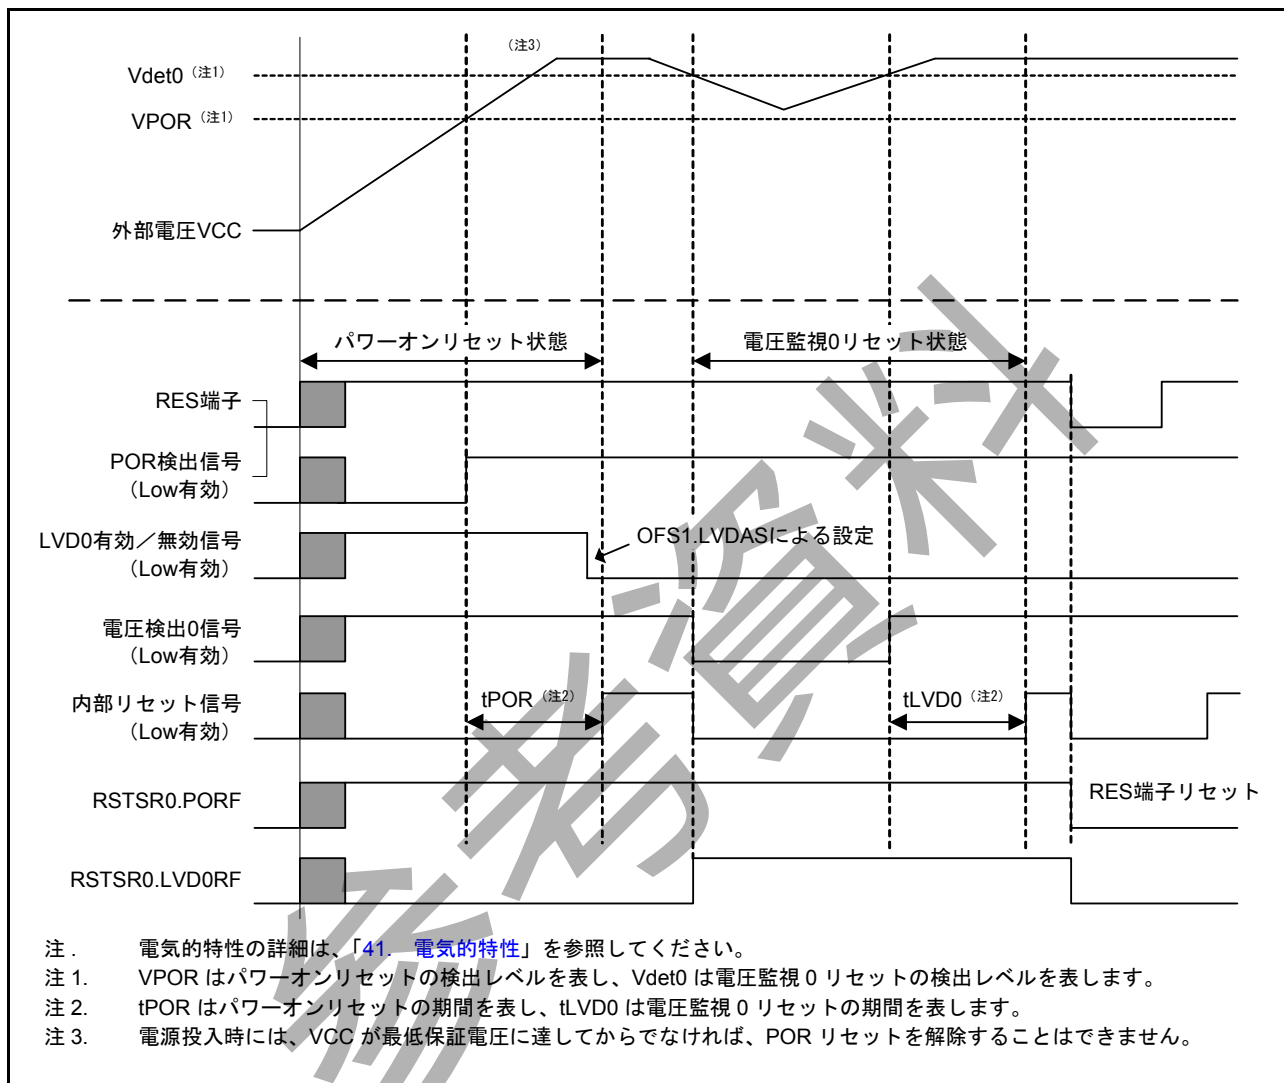 (注3)
Vdet0 (注1)
VPOR (注1)
外部電圧VCC
パワーオンリセット状態
電圧監視0リセット状態
RES端子
POR検出信号
(Low有効)
LVD0有効/無効信号
(Low有効)
OFS1.LVDASによる設定
電圧検出0信号
(Low有効)
内部リセット信号
(Low有効)
tPOR (注2)
tLVD0 (注2)
RSTSR0.PORF
RES端子リセット
RSTSR0.LVD0RF
参考資料
注. 電気的特性の詳細は、「41. 電気的特性」を参照してください。
注1. VPOR はパワーオンリセットの検出レベルを表し、Vdet0 は電圧監視 0 リセットの検出レベルを表します。
注2. tPOR はパワーオンリセットの期間を表し、tLVD0 は電圧監視 0 リセットの期間を表します。
注3. 電源投入時には、VCC が最低保証電圧に達してからでなければ、POR リセットを解除することはできません。